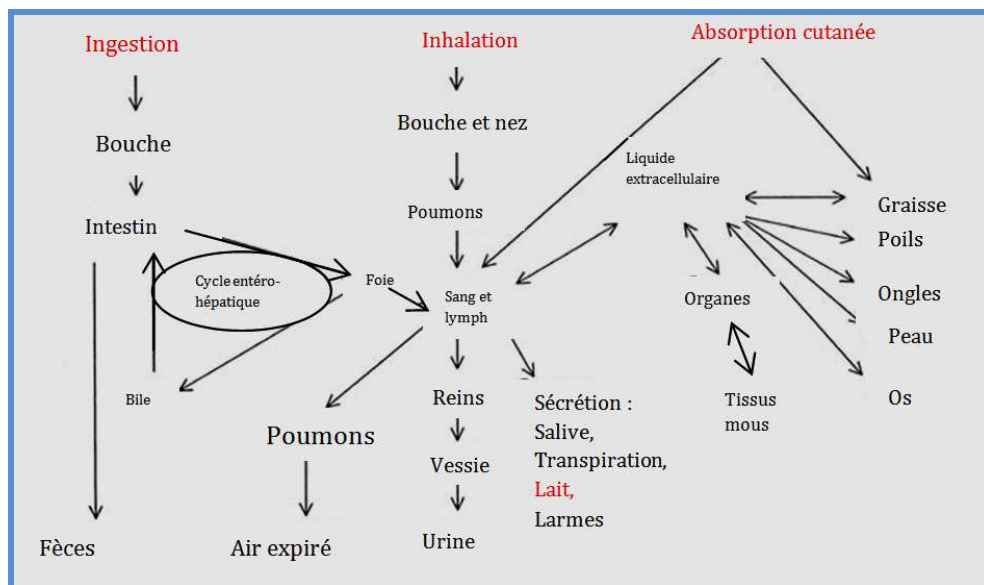 Ingestion
Inhalation
Absorption cutanée
Bouche
Bouche et nez
Liquide
extracellulaire
Intestin
Poumons
Graisse
Poils
Cycle entéro-
hépatique
Foie
Sang et
lymph
Organes
Ongles
Peau
Bile
Reins
Sécrétion :
Salive,
Transpiration,
Lait,
Larmes
Tissus
mous
Os
Poumons
Vessie
Fèces
Air expiré
Urine